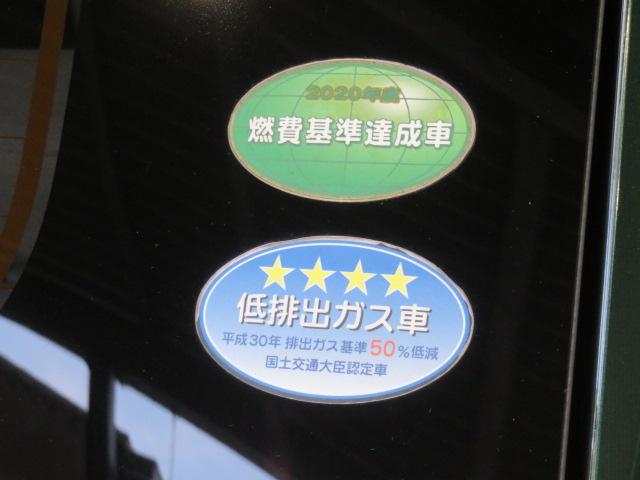 2020年度
燃費基準達成車
★★★★
低排出ガス車
平成30年 排出ガス基準50%低減
国土交通大臣認定車